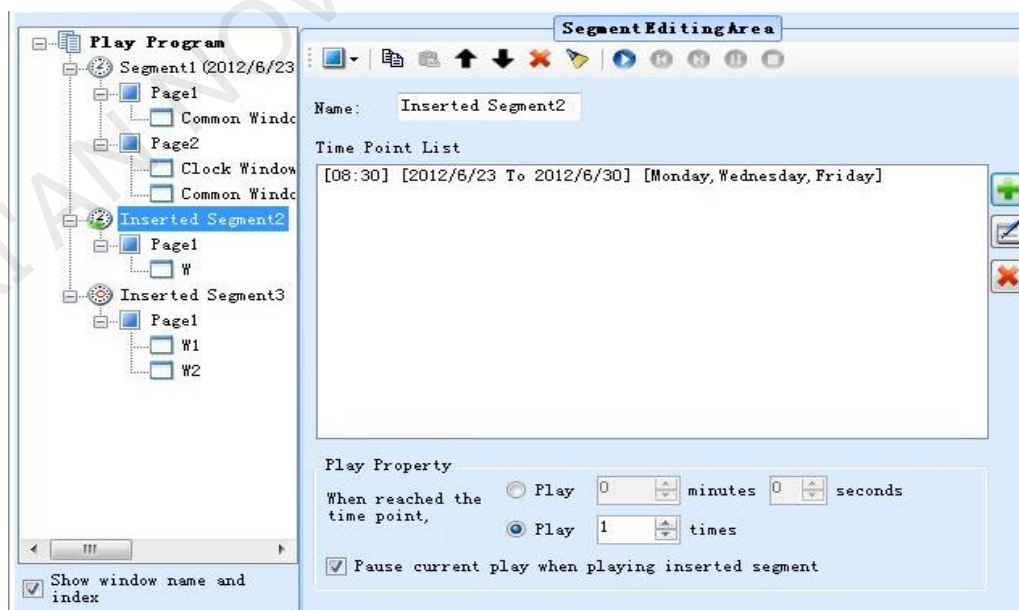 SegmentEditingArea
Play Program
Segment1 (2012/6/23
Page1
Common Windo
Page2
Clock Window
Common Windo
Inserted Segment2
Page1
W
Inserted Segment3
Page1
W1
W2
Show window name and
index
Name: Inserted Segment2
Time Point List
[08:30] [2012/6/23 To 2012/6/30] [Monday, Wednesday, Friday]
Play Property
When reached the
time point,
Play 0 minutes 0 seconds
Play 1 times
Pause current play when playing inserted segment